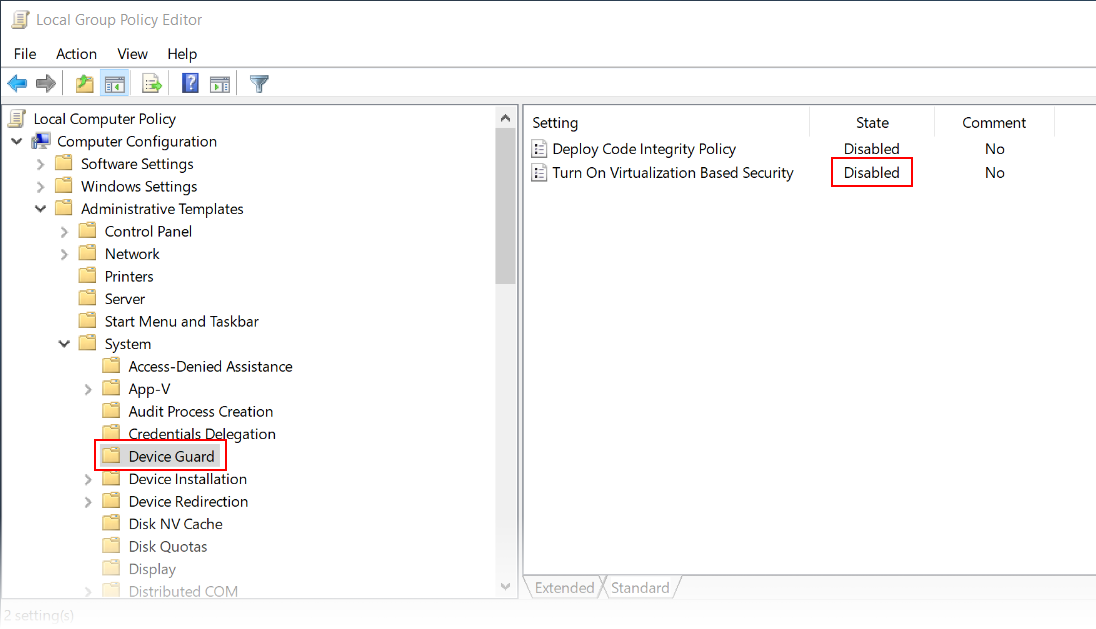 Local Group Policy Editor
File Action View Help
Local Computer Policy
Computer Configuration
Software Settings
Windows Settings
Administrative Templates
Control Panel
Network
Printers
Server
Start Menu and Taskbar
System
Access-Denied Assistance
App-V
Audit Process Creation
Credentials Delegation
Device Guard
Device Installation
Device Redirection
Disk NV Cache
Disk Quotas
Display
Distributed COM
Setting State Comment
Deploy Code Integrity Policy Disabled No
Turn On Virtualization Based Security Disabled No
Extended Standard
2 setting(s)